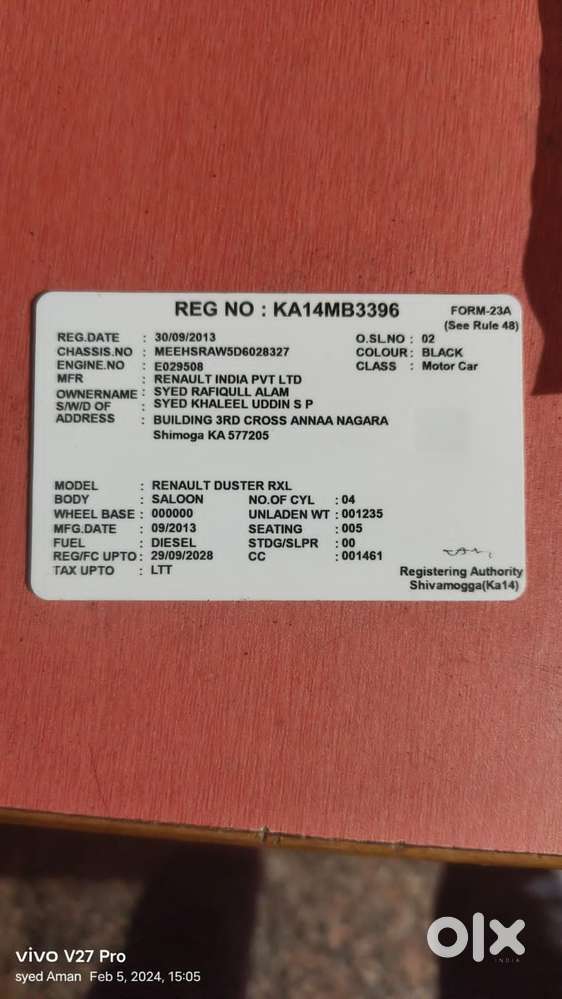 REG NO : KA14MB3396
FORM-23A
(See Rule 48)
REG.DATE : 30/09/2013 O.SL.NO : 02
CHASSIS.NO : MEEHSRAW5D6028327 COLOUR : BLACK
ENGINE.NO : E029508 CLASS : Motor Car
MFR : RENAULT INDIA PVT LTD
OWNERNAME : SYED RAFIQULL ALAM
S/W/D OF : SYED KHALEEL UDDIN S P
ADDRESS : BUILDING 3RD CROSS ANNAA NAGARA
Shimoga KA 577205
MODEL : RENAULT DUSTER RXL
BODY : SALOON NO.OF CYL : 04
WHEEL BASE : 000000 UNLADEN WT : 001235
MFG.DATE : 09/2013 SEATING : 005
FUEL : DIESEL STDG/SLPR : 00
REG/FC UPTO : 29/09/2028 CC : 001461
TAX UPTO : LTT
Registering Authority
Shivamogga(Ka14)
vivo V27 Pro
syed Aman Feb 5, 2024, 15:05
olx
INDIA